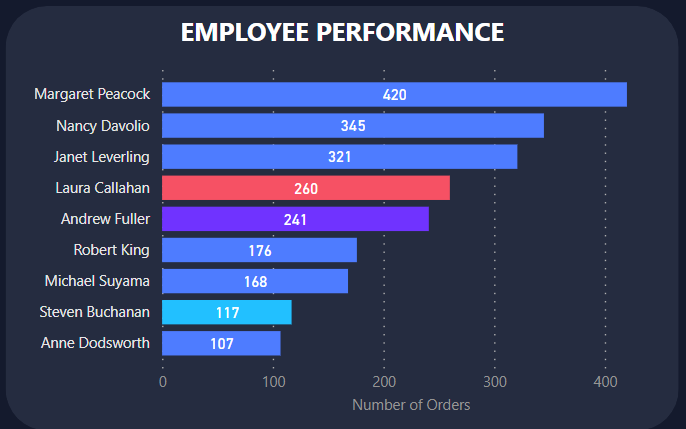 EMPLOYEE PERFORMANCE
Margaret Peacock 420
Nancy Davolio 345
Janet Leverling 321
Laura Callahan 260
Andrew Fuller 241
Robert King 176
Michael Suyama 168
Steven Buchanan 117
Anne Dodsworth 107
0 100 200 300 400
Number of Orders